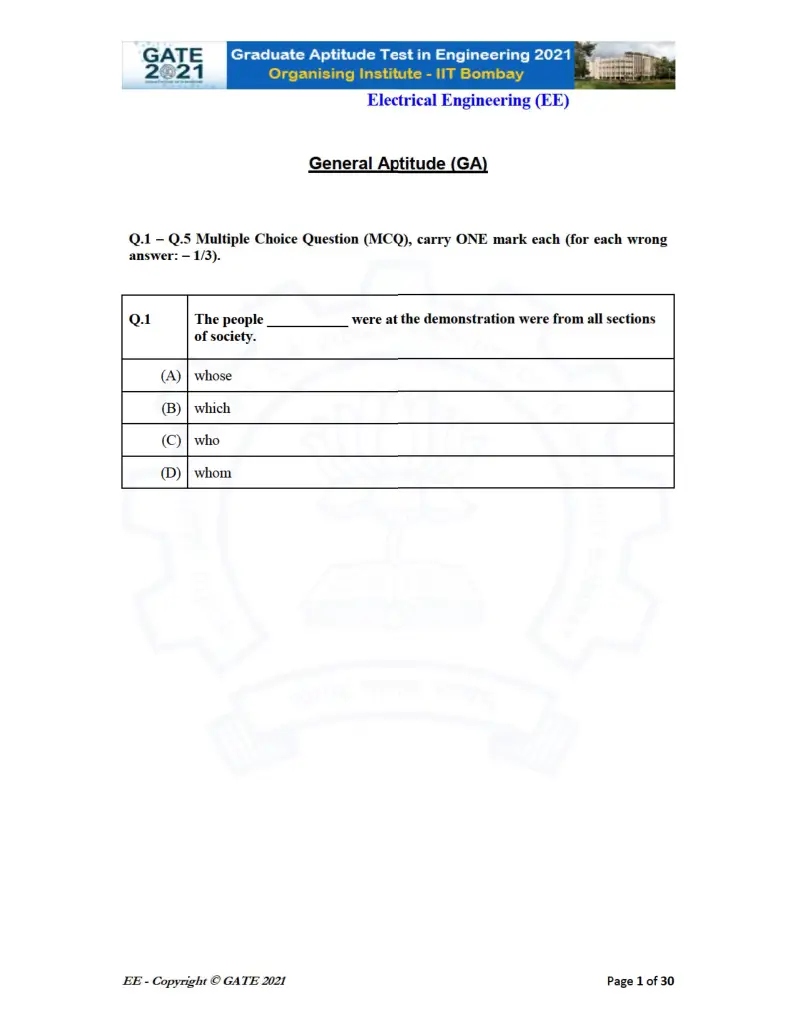 GATE
2021
Graduate Aptitude Test in Engineering 2021
Organising Institute - IIT Bombay
Electrical Engineering (EE)
General Aptitude (GA)
Q.1 – Q.5 Multiple Choice Question (MCQ), carry ONE mark each (for each wrong
answer: – 1/3).
Q.1 The people ___________ were at the demonstration were from all sections
of society.
(A) whose
(B) which
(C) who
(D) whom
EE - Copyright © GATE 2021 Page 1 of 30